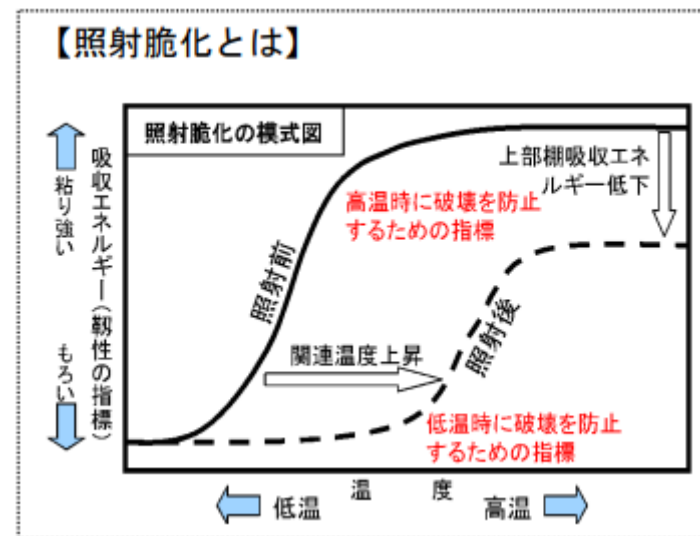 【照射脆化とは】
照射脆化の模式図
吸収エネルギー(靱性の指標)
粘り強い
もろい
上部棚吸収エネ
ルギー低下
高温時に破壊を防止
するための指標
照射前
関連温度上昇
照射後
低温時に破壊を防止
するための指標
温度
低温
高温